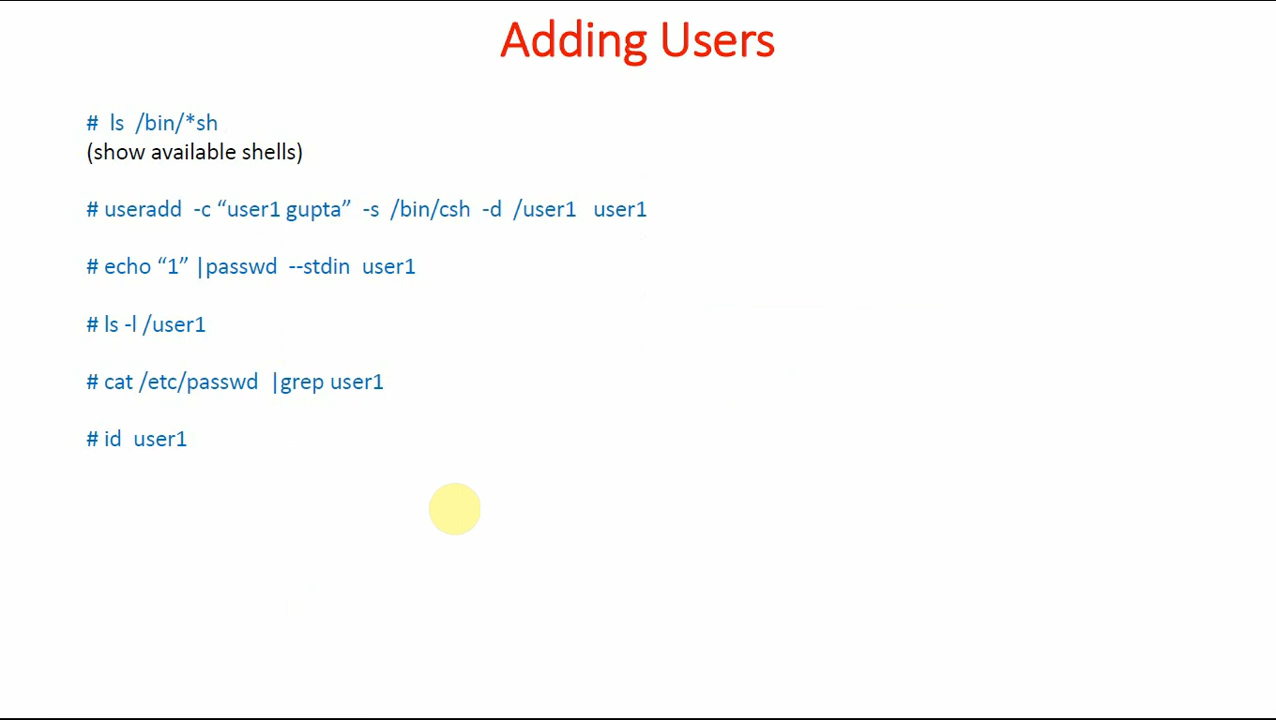 Adding Users
# ls /bin/*sh
(show available shells)
# useradd -c “user1 gupta” -s /bin/csh -d /user1 user1
# echo “1” |passwd --stdin user1
# ls -l /user1
# cat /etc/passwd |grep user1
# id user1